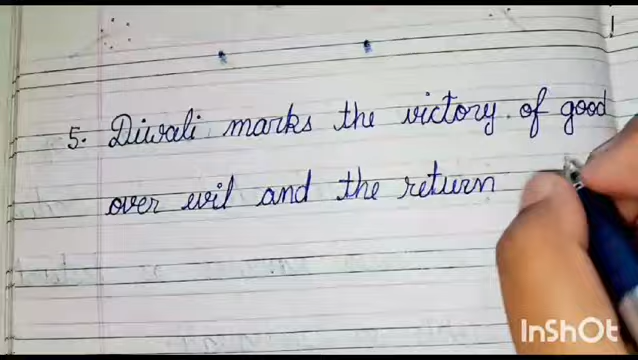 5. Diwali marks the victory of good
over evil and the return
InShOt